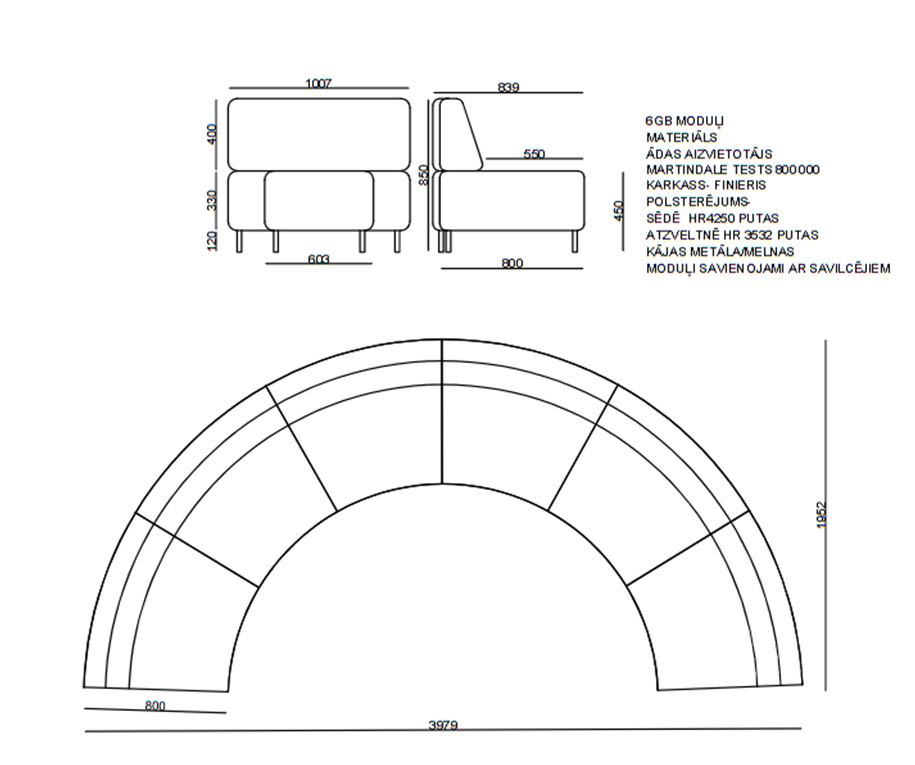 1007
839
400
550
850
330
450
120
603
800
6GB MODUĻI
MATERIĀLS
ĀDAS AIZVIETOTĀJS
MARTINDALE TESTS 800000
KARKASS- FINIERIS
POLSTERĒJUMS-
SĒDĒ HR4250 PUTAS
ATZVELTNĒ HR 3532 PUTAS
KĀJAS METĀLA/MELNAS
MODUĻI SAVIENOJAMI AR SAVILCĒJIEM
1952
800
3979